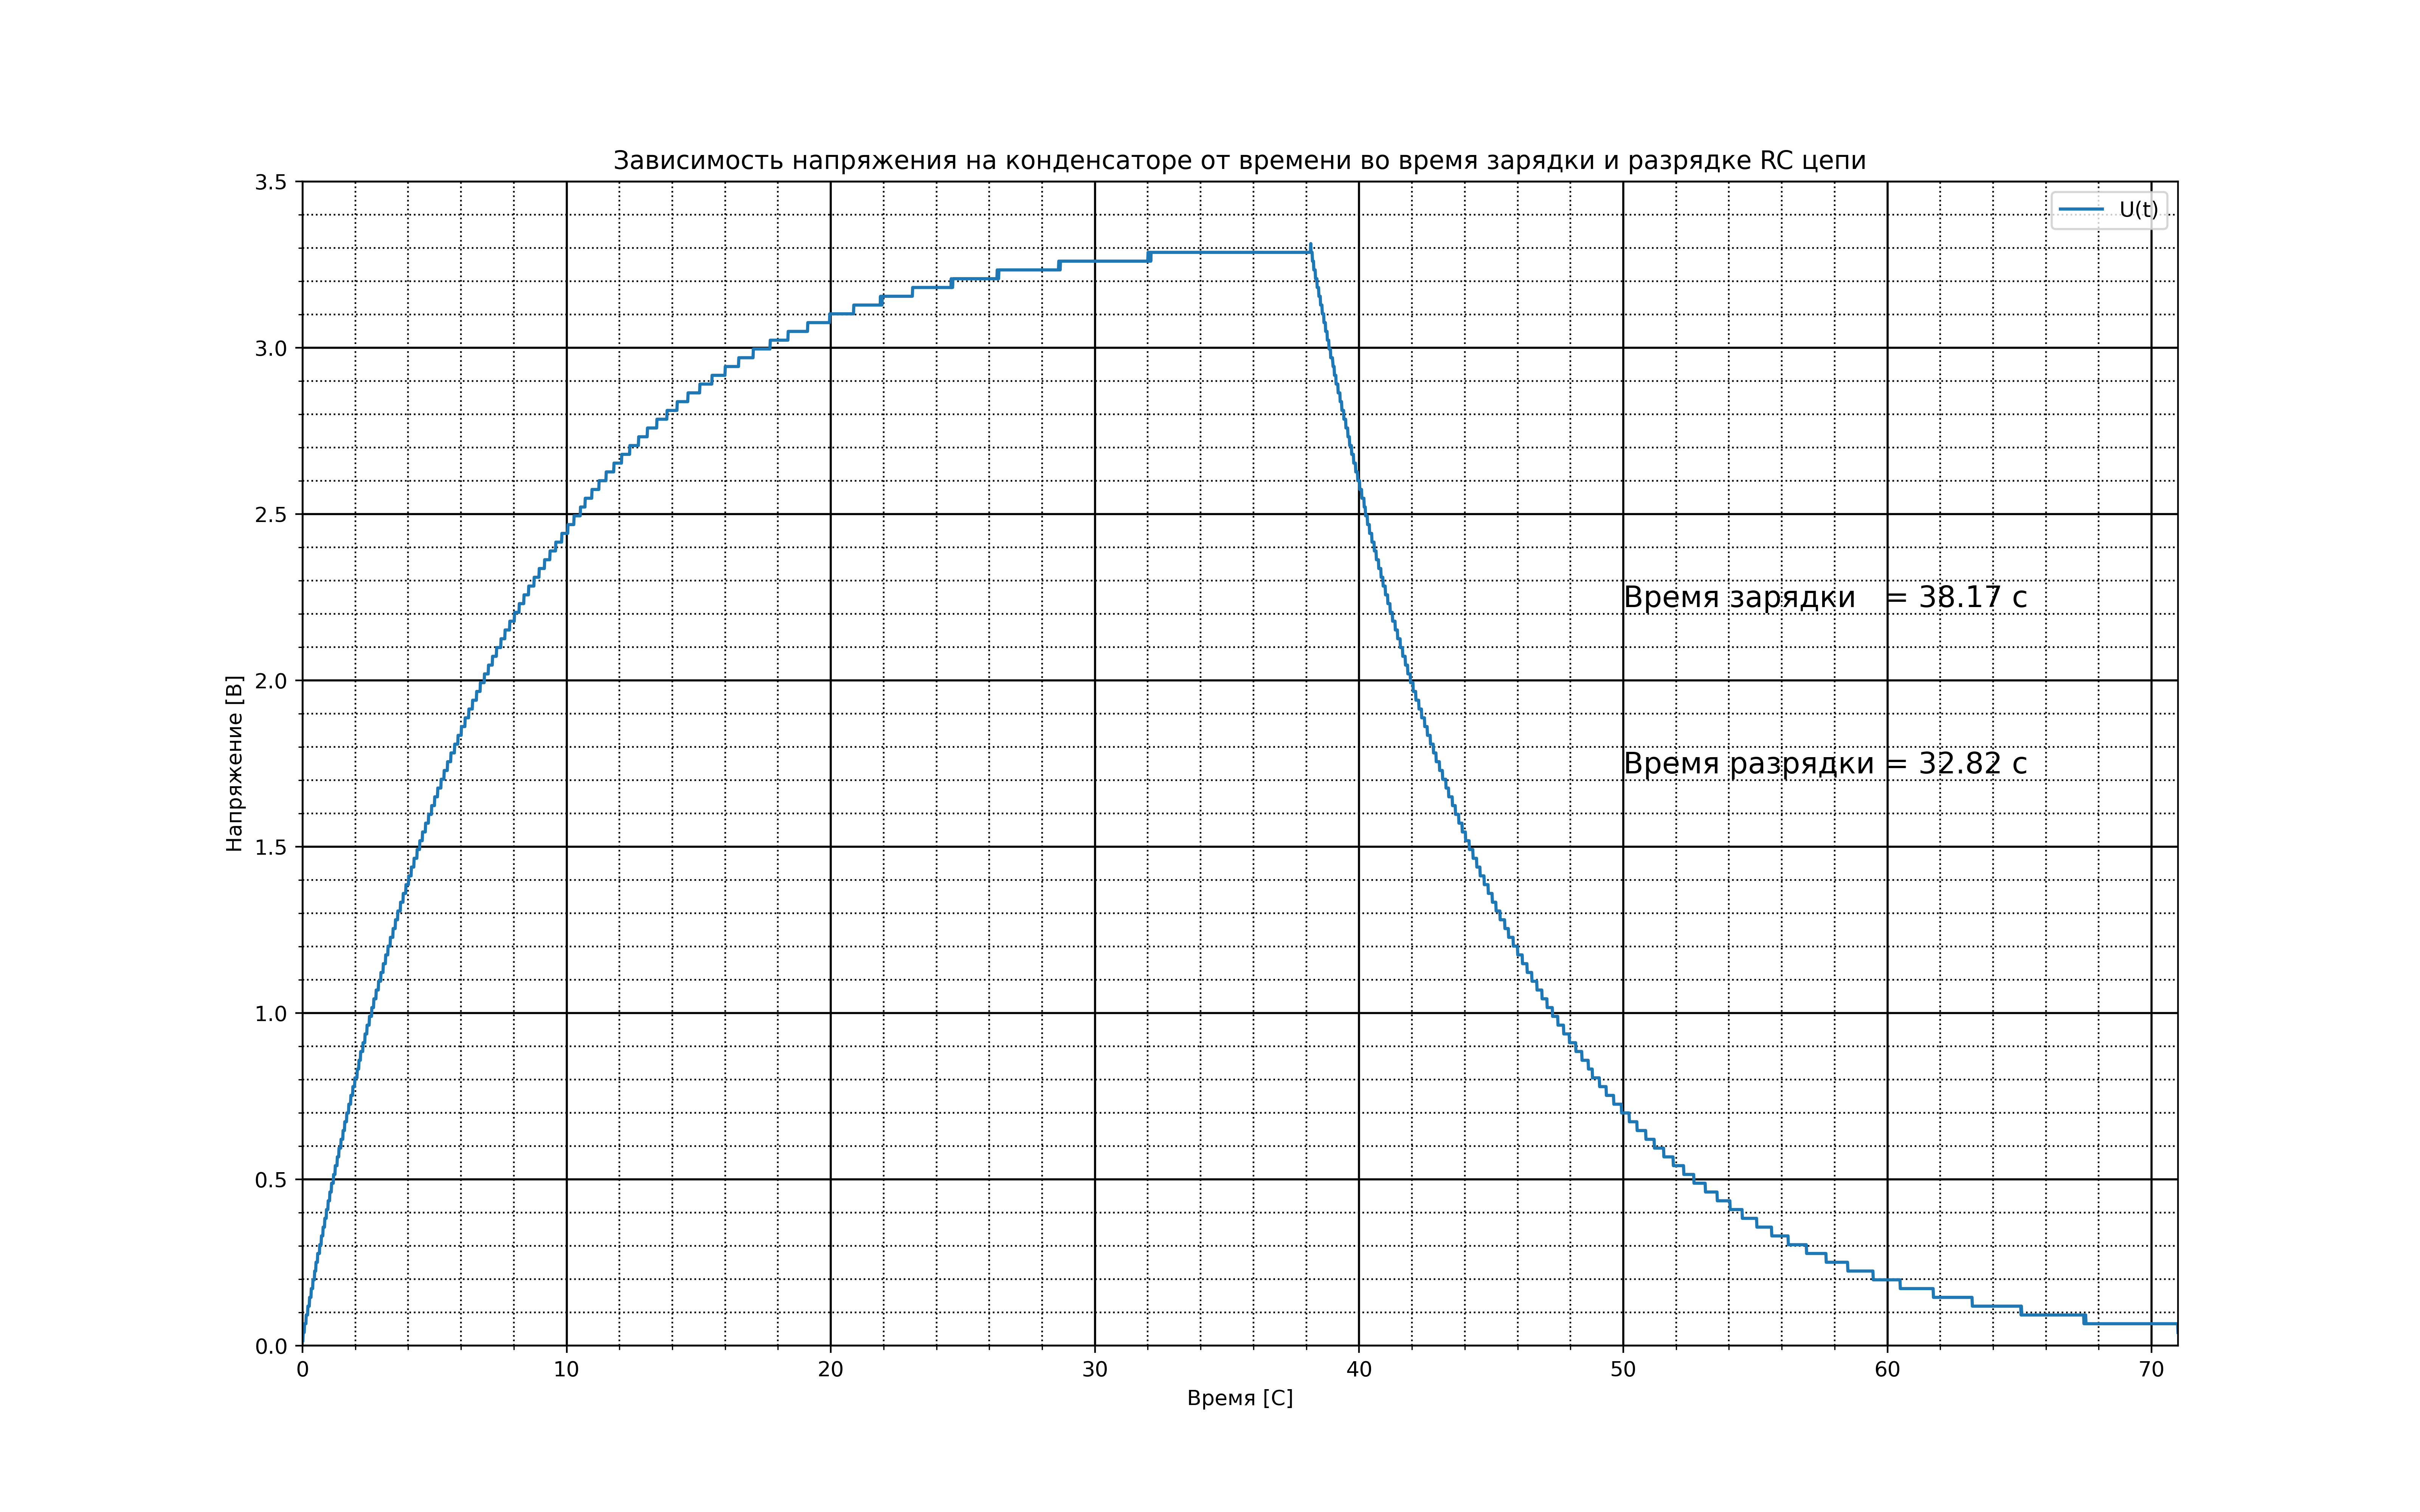 Зависимость напряжения на конденсаторе от времени во время зарядки и разрядке RC цепи
U(t)
3.5
3.0
2.5
2.0
1.5
1.0
0.5
0.0
Напряжение [В]
Время зарядки   = 38.17 с
Время разрядки = 32.82 с
0 10 20 30 40 50 60 70
Время [С]